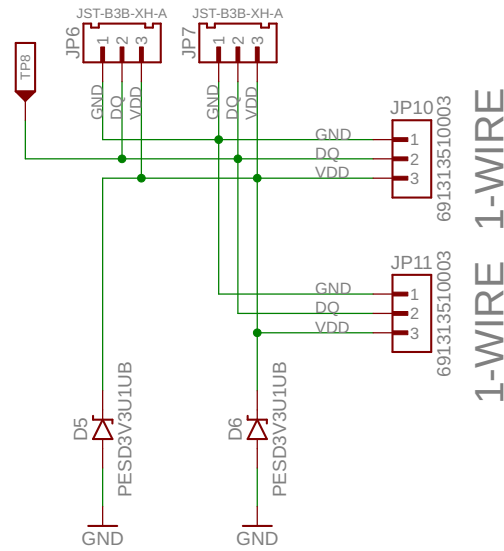 JST-B3B-XH-A
JST-B3B-XH-A
JP6
1
2
3
JP7
1
2
3
TP8
GND
DQ
VDD
GND
DQ
VDD
JP10
GND
1
DQ
2
VDD
3
691313510003
1-WIRE
JP11
GND
1
DQ
2
VDD
3
691313510003
1-WIRE
D5
PESD3V3U1UB
D6
PESD3V3U1UB
GND
GND